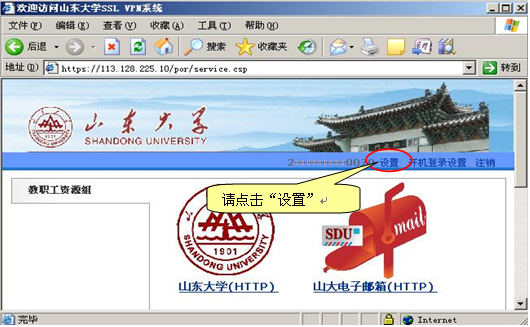 欢迎访问山东大学SSL VPN系统
文件(F) 编辑(E) 查看(V) 收藏(A) 工具(T) 帮助(H)
后退 搜索 收藏夹
地址(D) https://113.128.225.10/por/service.csp 转到
山东大学
SHANDONG UNIVERSITY
设置 开机登录设置 注销
教职工资源组
请点击“设置”
SHANDONG UNIVERSITY
1901
SDU
mail
山东大学(HTTP) 山大电子邮箱(HTTP)
完毕 Internet